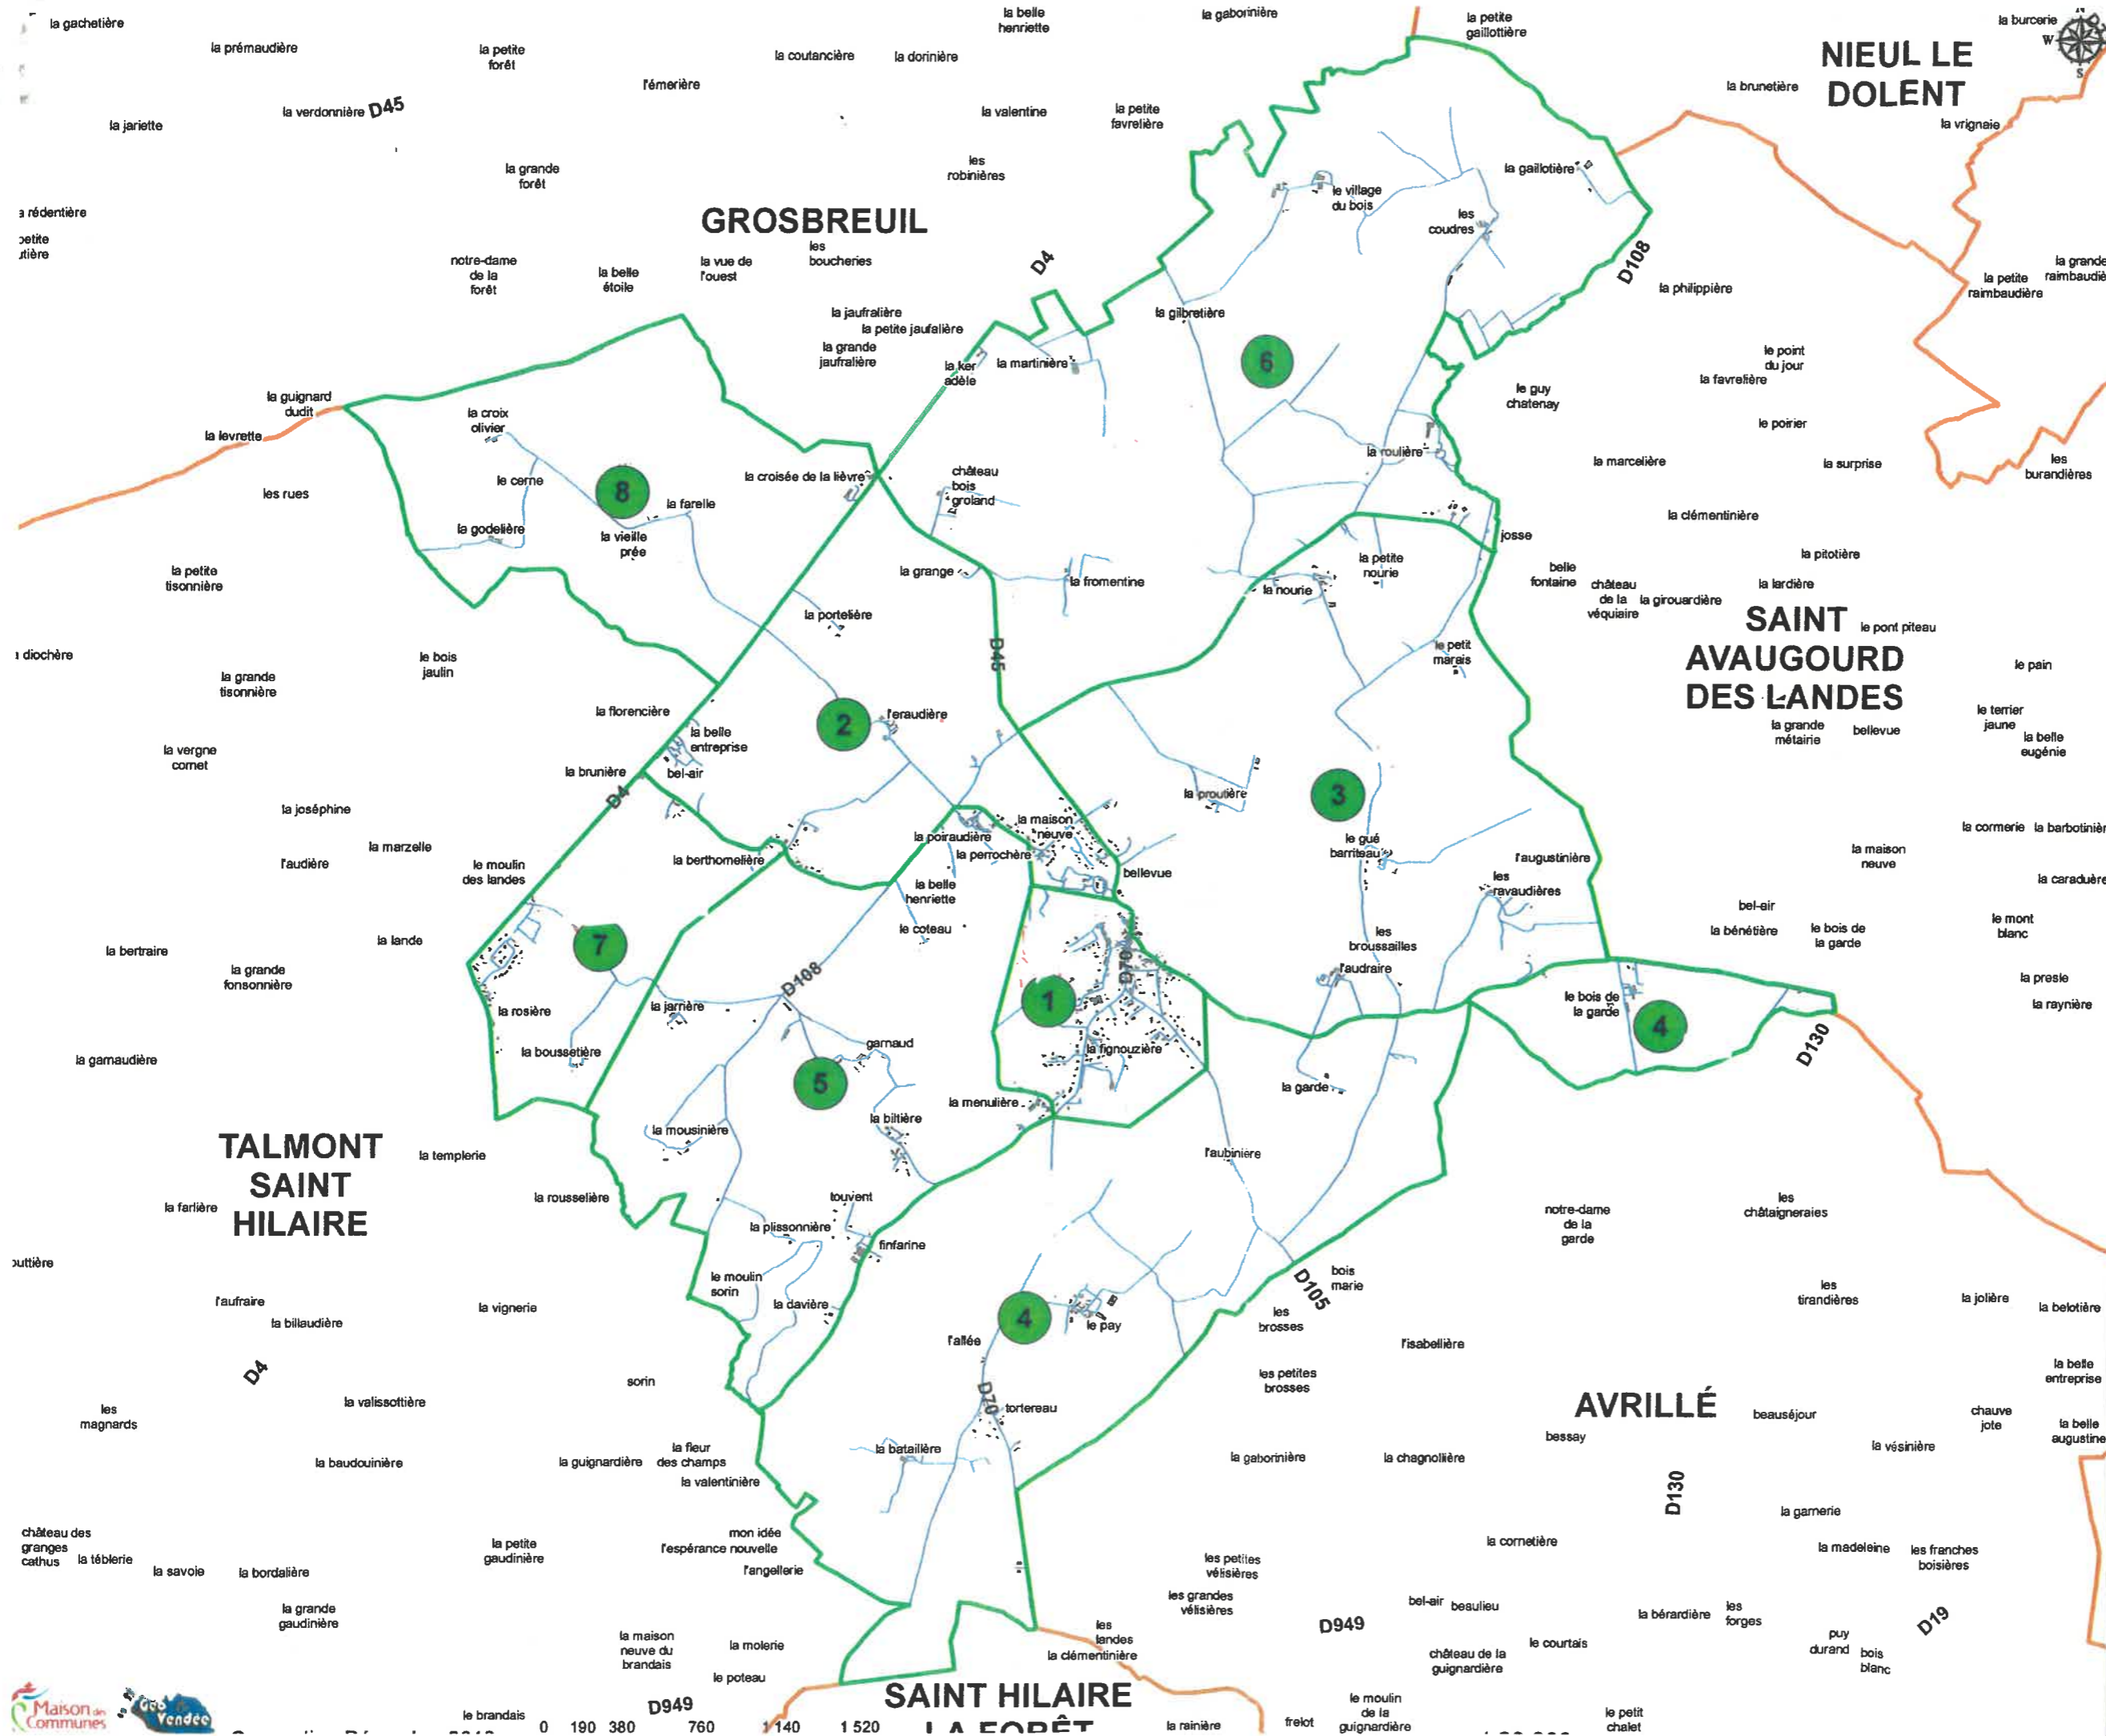 la gachetière
la prémaudière
la petite
forêt
la coutancière
la dorinière
la belle
henriette
la gaborinière
la petite
gaillottière
la burcerie
N
W
S
NIEUL LE
DOLENT
l'émerière
la brunetière
la jariette
la verdonnière
D45
la valentine
la petite
favrelière
la vrignaie
la grande
forêt
les
robinières
la gaillotière
le village
du bois
les
coudres
a rédentière
GROSBREUIL
notre-dame
de la
forêt
la belle
étoile
la vue de
l'ouest
les
boucheries
D4
D108
la philippière
la petite
raimbaudière
la grande
la jaufralière
la petite jaufalière
la grande
jaufralière
la gilbretière
la ker
adèle
la martinière
6
le point
du jour
la favrelière
le guy
chatenay
le poirier
la guignard
dudit
la levrette
la croix
olivier
le cerne
8
la farelle
la croisée de la lièvre
château
bois
groland
la roulière
la marcelière
la surprise
les
burandières
les rues
la godelière
la vieille
prée
la clémentinière
josse
la pitotière
la petite
tisonnière
la grange
la fromentine
la nourie
la petite
nourie
belle
fontaine
château
de la
véquiaire
la girouardière
la lardière
SAINT
AVAUGOURD
DES LANDES
le pont piteau
la portelière
D45
le petit
marais
le pain
le bois
jaulin
la grande
tisonnière
la florencière
2
l'eraudière
la belle
entreprise
bel-air
la brunière
D4
la vergne
cornet
la grande
métairie
bellevue
le terrier
jaune
la belle
eugénie
la proutière
3
la joséphine
l'audière
la marzelle
le moulin
des landes
la berthomelière
la poiraudière
la maison
neuve
la perrochère
bellevue
la belle
henriette
le coteau
le gué
barriteau
l'augustinière
les
ravaudières
la cormerie
la maison
neuve
bel-air
la bénétière
le bois de
la garde
le mont
blanc
la bertraire
la lande
la grande
fonsonnière
7
D108
1
D70
les
broussailles
l'audraire
le bois de
la garde
4
D130
la presle
la raynière
la rosière
la jarrière
la boussetière
garnaud
5
la fignouzière
la garde
la garnaudière
la menulière
la biltière
la mousinière
l'aubinière
TALMONT
SAINT
HILAIRE
la templerie
la farlière
la rousselière
touvent
la plissonnière
finfarine
notre-dame
de la
garde
les
châtaigneraies
le moulin
sorin
la davière
bois
marie
D105
les
brosses
les
tirandières
la jolière
la belotière
l'aufraire
la billaudière
la vignerie
4
le pay
l'allée
l'isabellière
D4
sorin
les petites
brosses
la belle
entreprise
les
magnards
la valissottière
D70
tortereau
AVRILLÉ
beauséjour
bessay
chauve
jote
la belle
augustine
la vésinière
la baudouinière
la guignardière
la fleur
des champs
la valentinière
la bataillère
la gaborinière
la chagnollière
D130
la garnerie
château des
granges
cathus
la téblerie
la savoie
la bordalière
la petite
gaudinière
mon idée
l'espérance nouvelle
l'angellerie
les petites
vélisières
les grandes
vélisières
la cornetière
la madeleine
les franches
boisières
la grande
gaudinière
D949
bel-air
beaulieu
la bérardière
les
forges
D19
la maison
neuve du
brandais
la molerie
le poteau
les
landes
la clémentinière
château de la
guignardière
le courtais
puy
durand
bois
blanc
D949
SAINT HILAIRE
LA FORÊT
le brandais
la rainière
frelot
le moulin
de la
guignardière
le petit
chalet
Maison des
Communes
Géo
Vendée
0 190 380 760 1 140 1 520